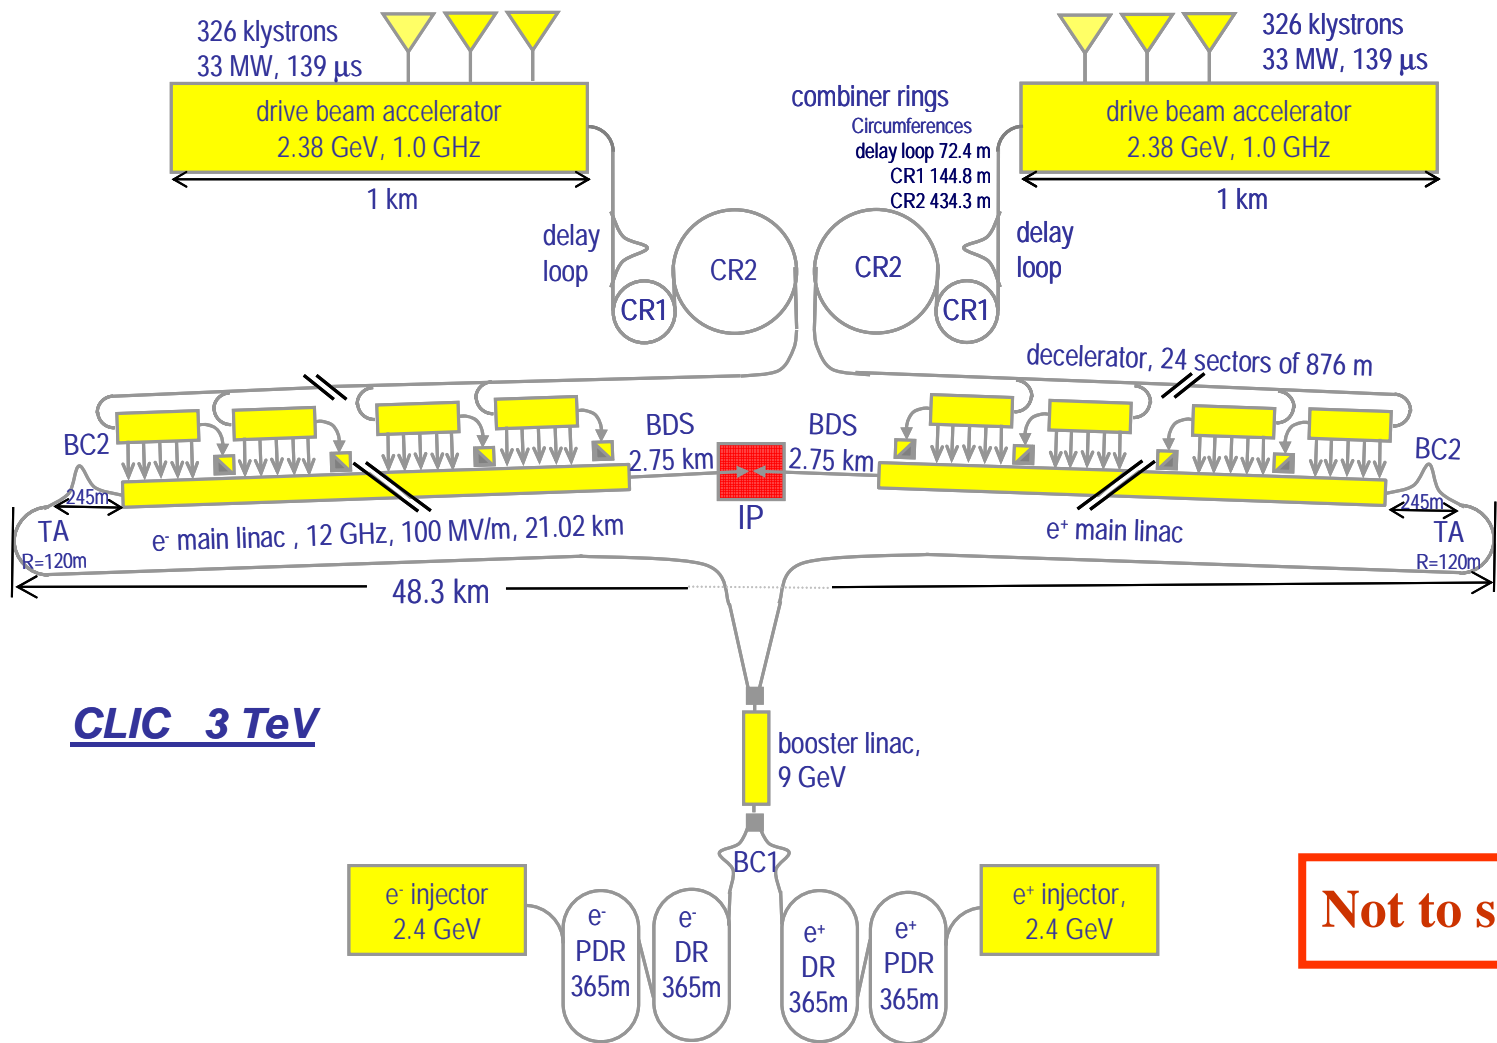 326 klystrons
33 MW, 139 μs
326 klystrons
33 MW, 139 μs
drive beam accelerator
2.38 GeV, 1.0 GHz
combiner rings
Circumferences
delay loop 72.4 m
CR1 144.8 m
CR2 434.3 m
drive beam accelerator
2.38 GeV, 1.0 GHz
1 km
1 km
delay
loop
CR2
CR1
CR2
CR1
delay
loop
decelerator, 24 sectors of 876 m
BC2
245m
TA
R=120m
BDS
2.75 km
IP
BDS
2.75 km
BC2
245m
TA
R=120m
e- main linac , 12 GHz, 100 MV/m, 21.02 km
e+ main linac
48.3 km
CLIC 3 TeV
booster linac,
9 GeV
BC1
e- injector
2.4 GeV
e-
PDR
365m
e-
DR
365m
e+
DR
365m
e+
PDR
365m
e+ injector,
2.4 GeV
Not to s